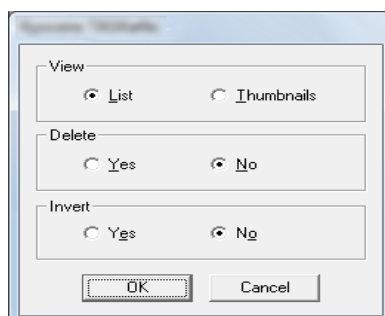 View
List Thumbnails
Delete
Yes No
Invert
Yes No
OK Cancel